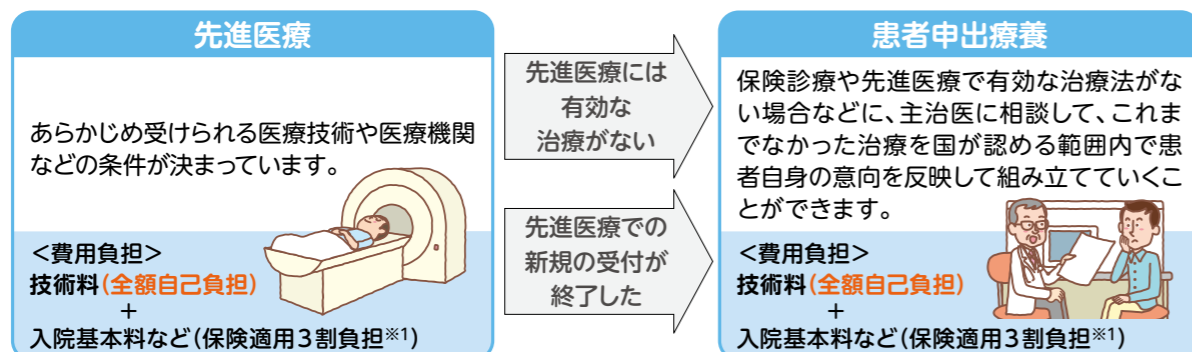 先進医療
あらかじめ受けられる医療技術や医療機関
などの条件が決まっています。
<費用負担>
技術料(全額自己負担)
+
入院基本料など(保険適用3割負担※1)
先進医療には
有効な
治療がない
先進医療での
新規の受付が
終了した
患者申出療養
保険診療や先進医療で有効な治療法がな
い場合などに、主治医に相談して、これま
でなかった治療を国が認める範囲内で患
者自身の意向を反映して組み立てていくこ
とができます。
<費用負担>
技術料(全額自己負担)
+
入院基本料など(保険適用3割負担※1)